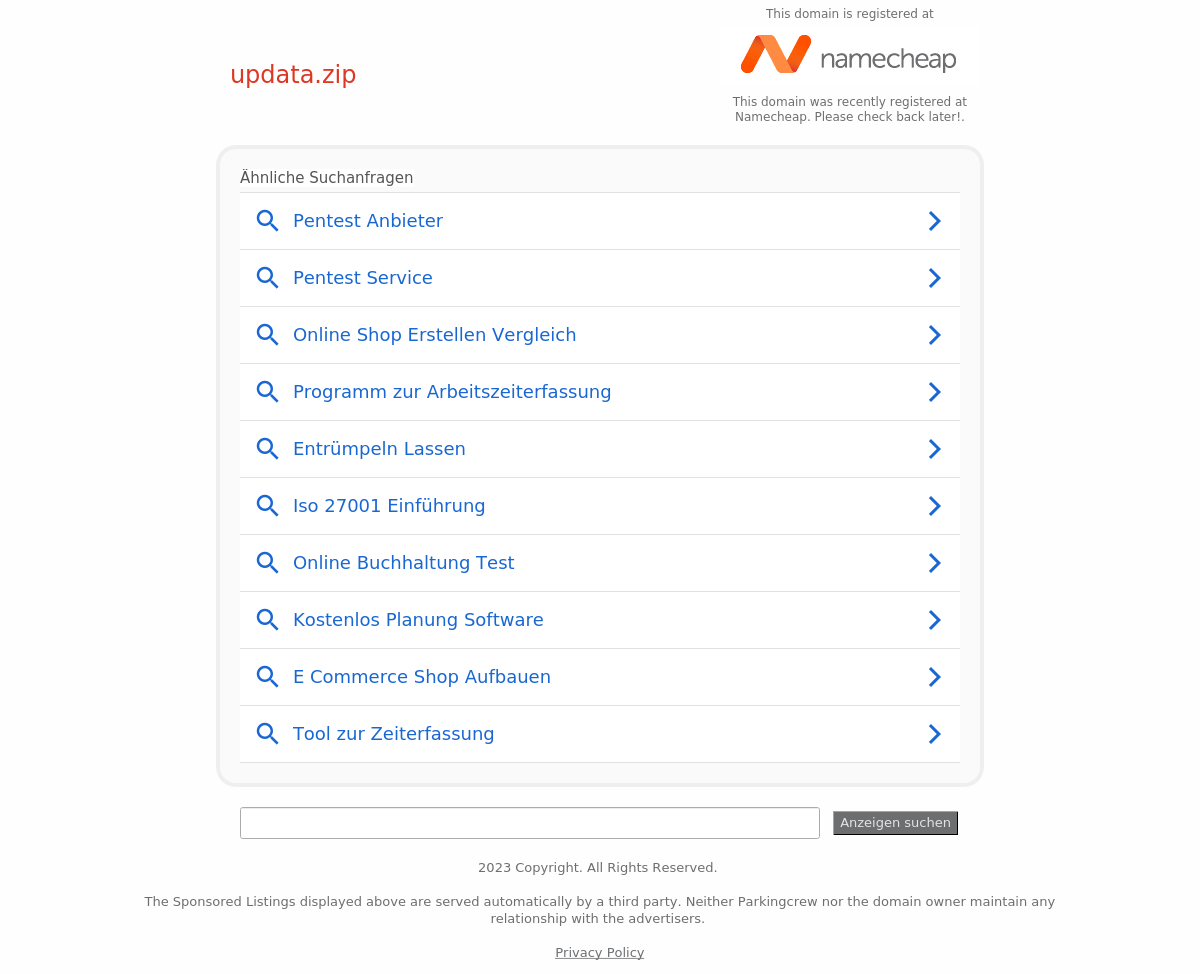 This domain is registered at
updata.zip
namecheap
This domain was recently registered at
Namecheap. Please check back later!.
Ähnliche Suchanfragen
Pentest Anbieter
Pentest Service
Online Shop Erstellen Vergleich
Programm zur Arbeitszeiterfassung
Entrümpeln Lassen
Iso 27001 Einführung
Online Buchhaltung Test
Kostenlos Planung Software
E Commerce Shop Aufbauen
Tool zur Zeiterfassung
Anzeigen suchen
2023 Copyright. All Rights Reserved.
The Sponsored Listings displayed above are served automatically by a third party. Neither Parkingcrew nor the domain owner maintain any
relationship with the advertisers.
Privacy Policy